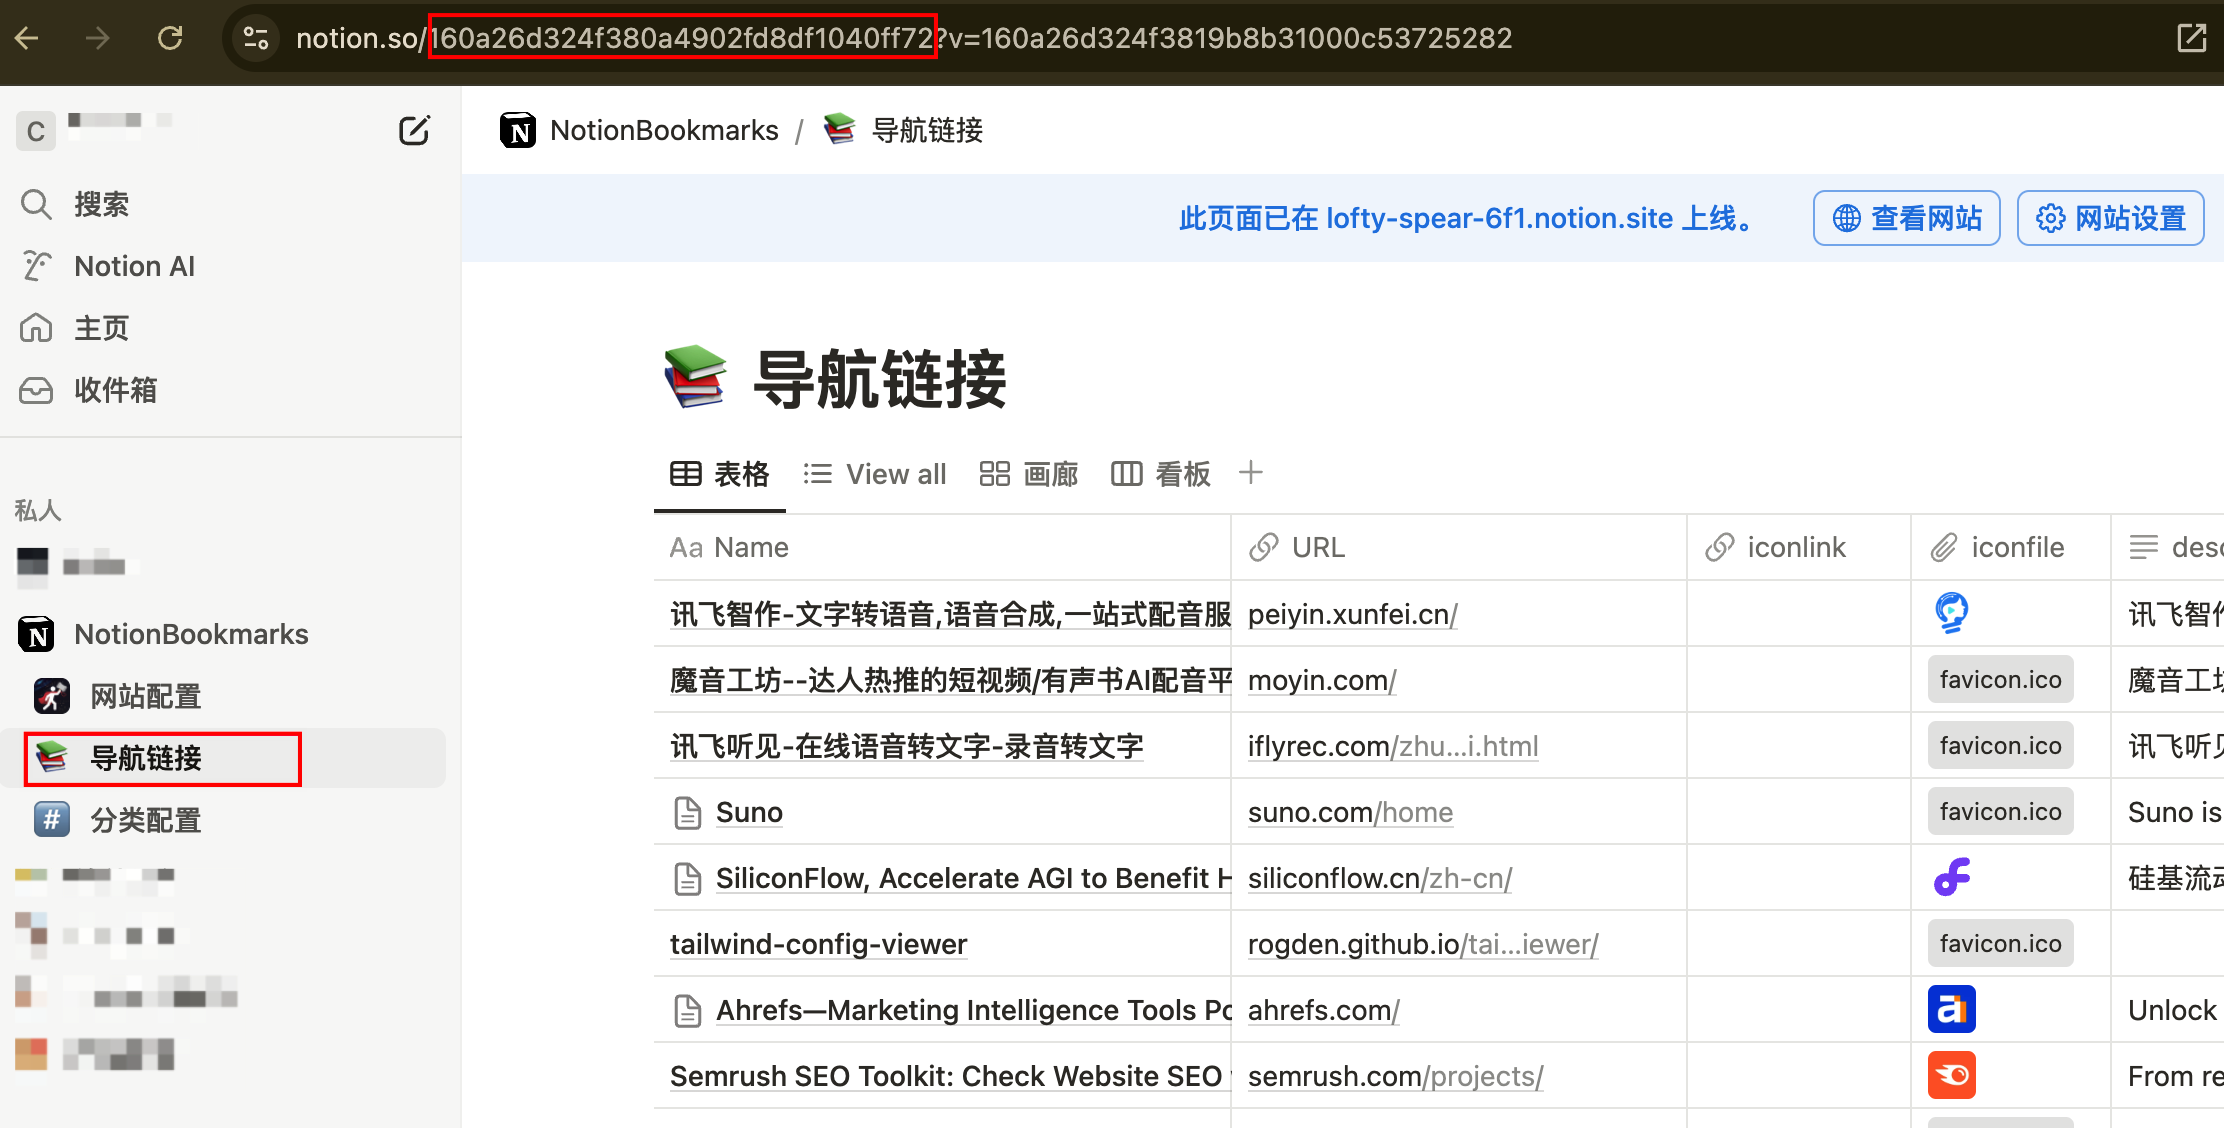 notion.so/160a26d324f380a4902fd8df1040ff72?v=160a26d324f3819b8b31000c53725282
C
搜索
Notion AI
主页
收件箱
私人
NotionBookmarks
网站配置
导航链接
分类配置
NotionBookmarks / 导航链接
此页面已在 lofty-spear-6f1.notion.site 上线。 查看网站 网站设置
导航链接
表格 View all 画廊 看板
Aa Name URL iconlink iconfile desc
讯飞智作-文字转语音,语音合成,一站式配音服 peiyin.xunfei.cn/ 讯飞智作
魔音工坊--达人热推的短视频/有声书AI配音平 moyin.com/ favicon.ico 魔音工坊
讯飞听见-在线语音转文字-录音转文字 iflyrec.com/zhu...i.html favicon.ico 讯飞听见
Suno suno.com/home favicon.ico Suno is
SiliconFlow, Accelerate AGI to Benefit H siliconflow.cn/zh-cn/ 硅基流动
tailwind-config-viewer rogden.github.io/tai...iewer/ favicon.ico
Ahrefs—Marketing Intelligence Tools Po ahrefs.com/ Unlock
Semrush SEO Toolkit: Check Website SEO semrush.com/projects/ From re